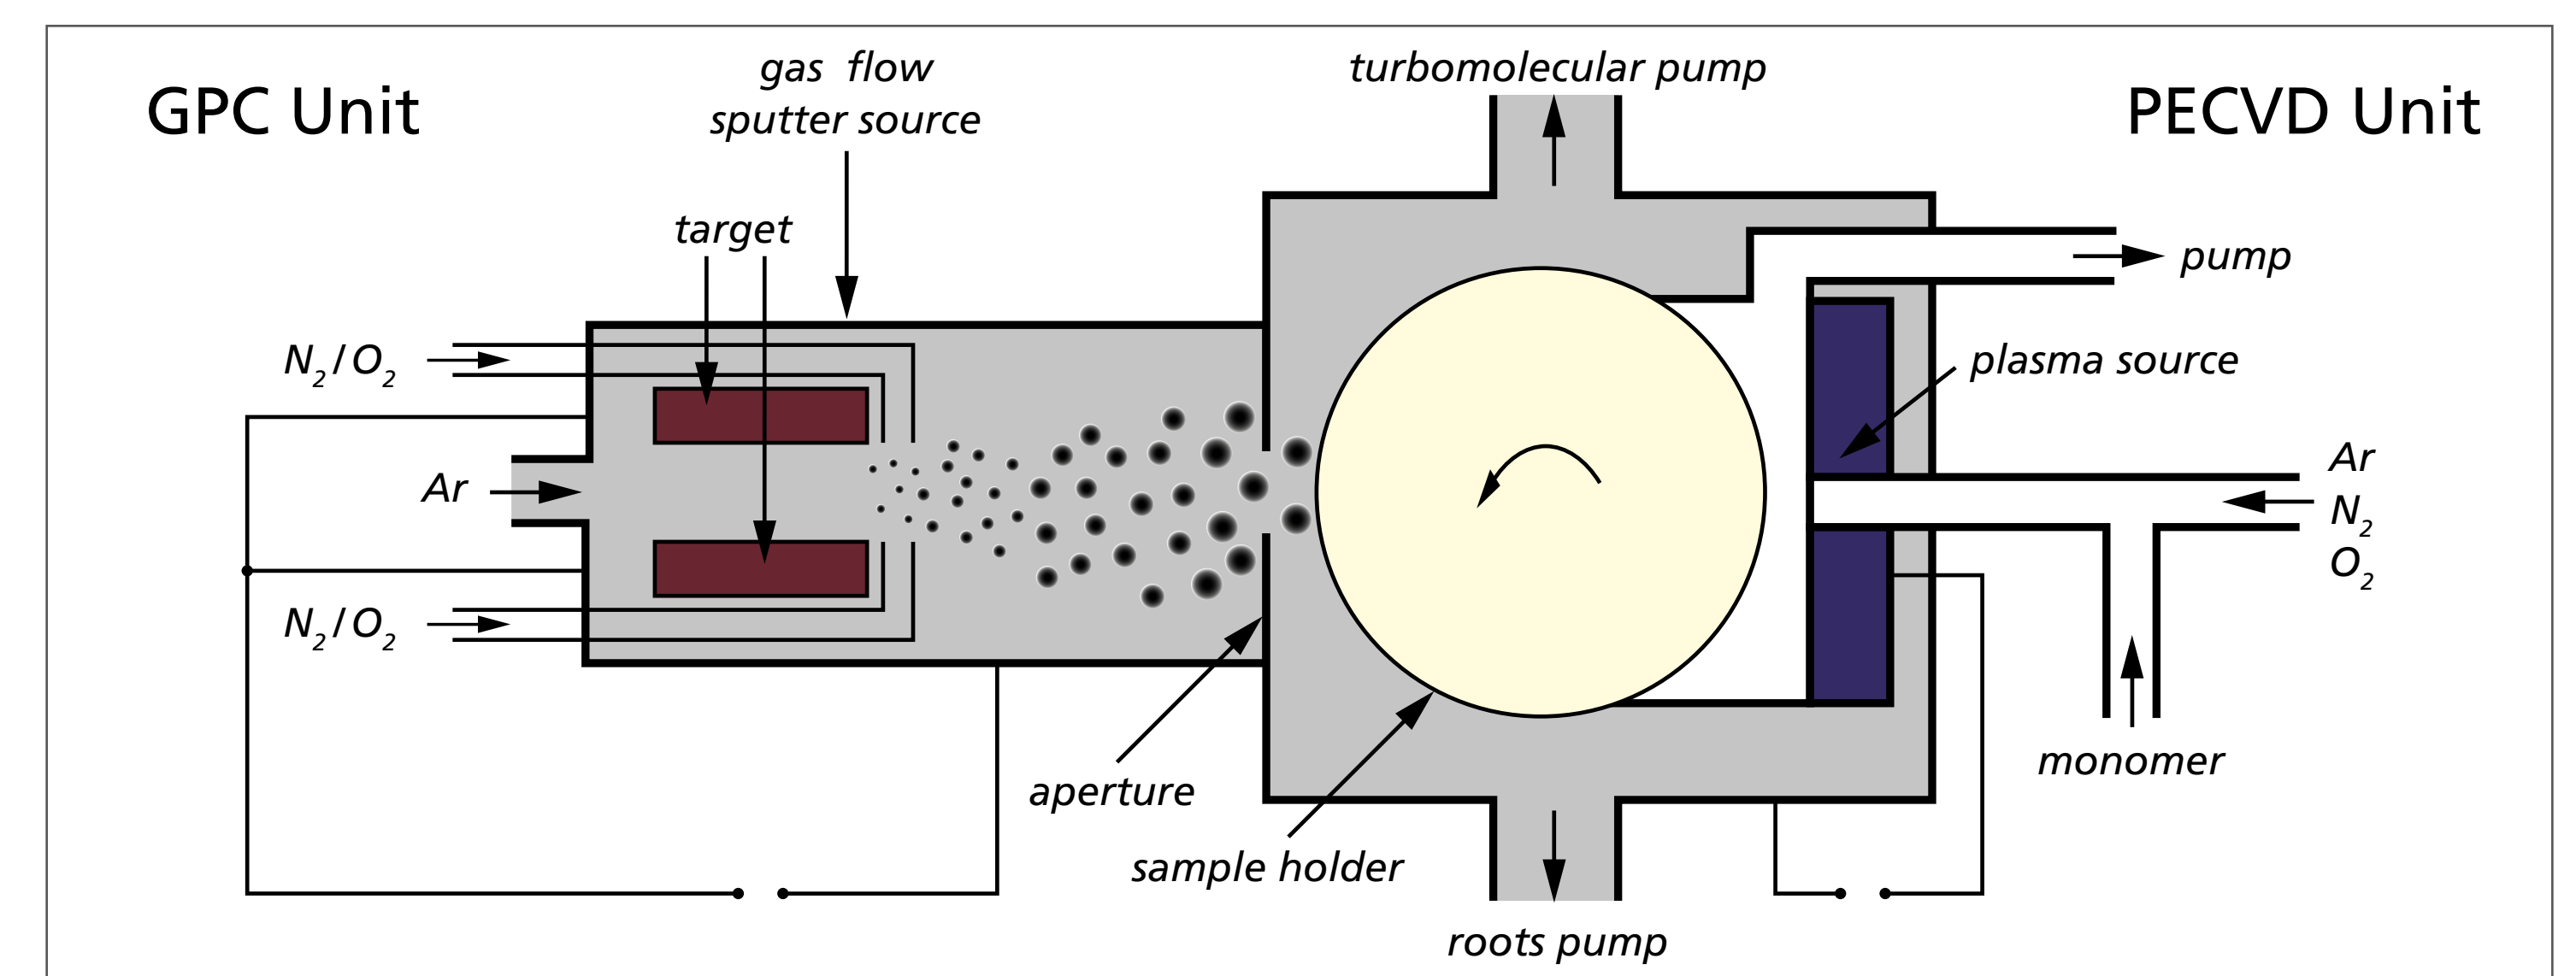 GPC Unit
gas flow
sputter source
turbomolecular pump
PECVD Unit
target
pump
N₂/O₂
plasma source
Ar
Ar
N₂
O₂
N₂/O₂
aperture
monomer
sample holder
roots pump